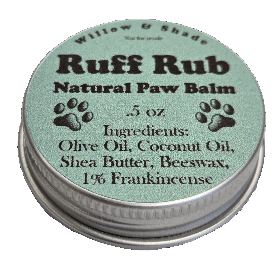 Willow & Shade
Ruff Rub
Natural Paw Balm
.5 oz
Ingredients:
Olive Oil, Coconut Oil,
Shea Butter, Beeswax,
1% Frankincense